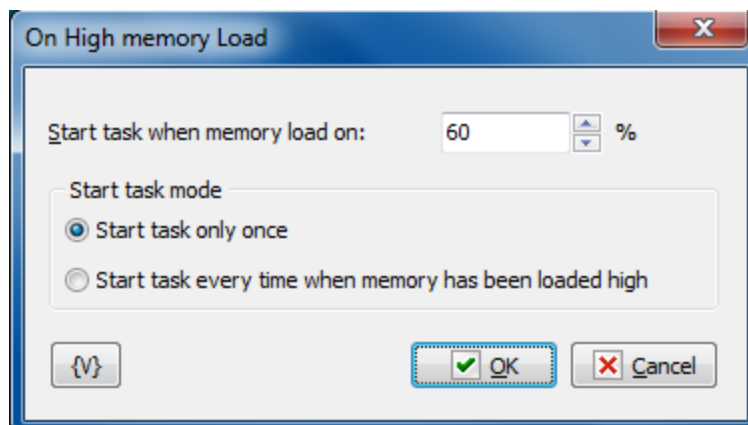 On High memory Load
Start task when memory load on: 60 %
Start task mode
Start task only once
Start task every time when memory has been loaded high
{V} OK Cancel